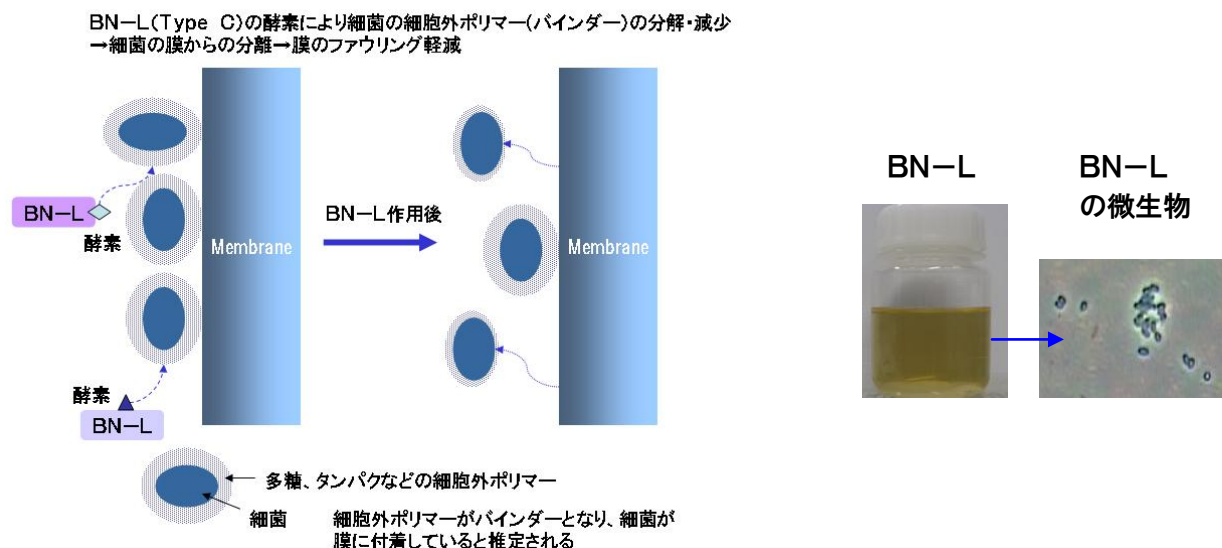 BN－L(Type C)の酵素により細菌の細胞外ポリマー(バインダー)の分解・減少
→細菌の膜からの分離→膜のファウリング軽減
BN－L
酵素
Membrane
BN－L作用後
Membrane
酵素
BN－L
多糖、タンパクなどの細胞外ポリマー
細菌
細胞外ポリマーがバインダーとなり、細菌が
膜に付着していると推定される
BN－L
BN－L
の微生物